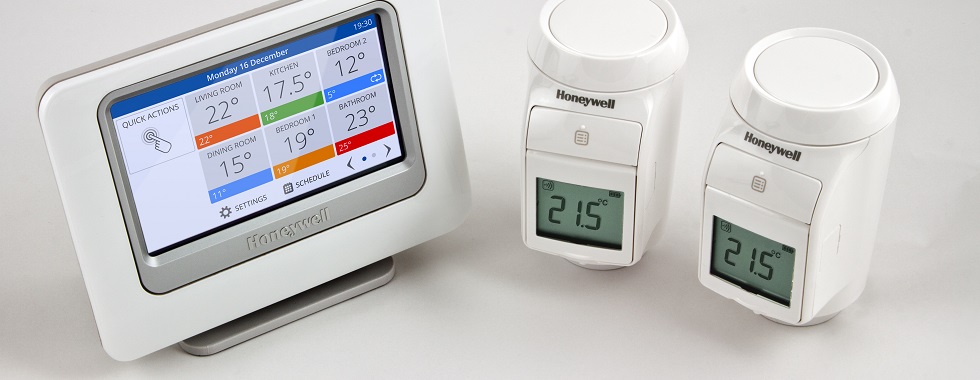 19:30
Monday 16 December
QUICK ACTIONS
LIVING ROOM
22°
22°
KITCHEN
17.5°
18°
BEDROOM 2
12°
5°
DINING ROOM
15°
11°
BEDROOM 1
19°
19°
BATHROOM
23°
25°
SETTINGS
SCHEDULE
Honeywell
Honeywell
21.5°C
Honeywell
21.5°C